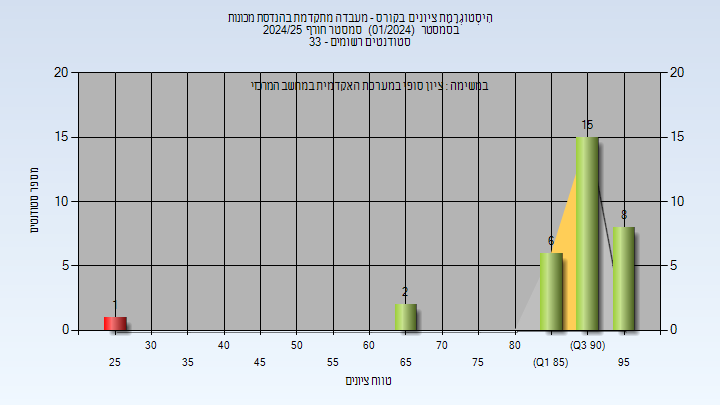 היסטוגרמת ציונים בקורס - מעבדה מתקדמת בהנדסת מכונות
בסמסטר (01/2024) סמסטר חורף 2024/25
סטודנטים רשומים - 33
במשימה : ציון סופי במערכת האקדמית במחשב המרכזי
מספר סטודנטים
20 20
15 15
10 10
5 5
0 0
1 2 6 15 8
30 40 50 60 70 80 (Q3 90)
25 35 45 55 65 75 (Q1 85) 95
טווח ציונים